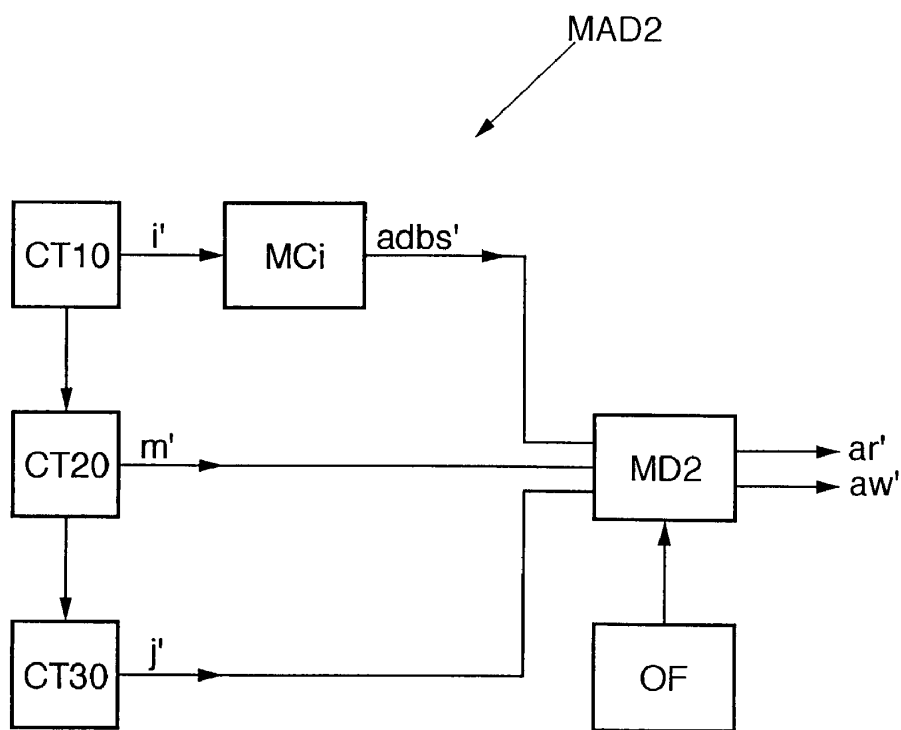 MAD2
CT10
i'
MCi
adbs'
CT20
m'
MD2
ar'
aw'
CT30
j'
OF